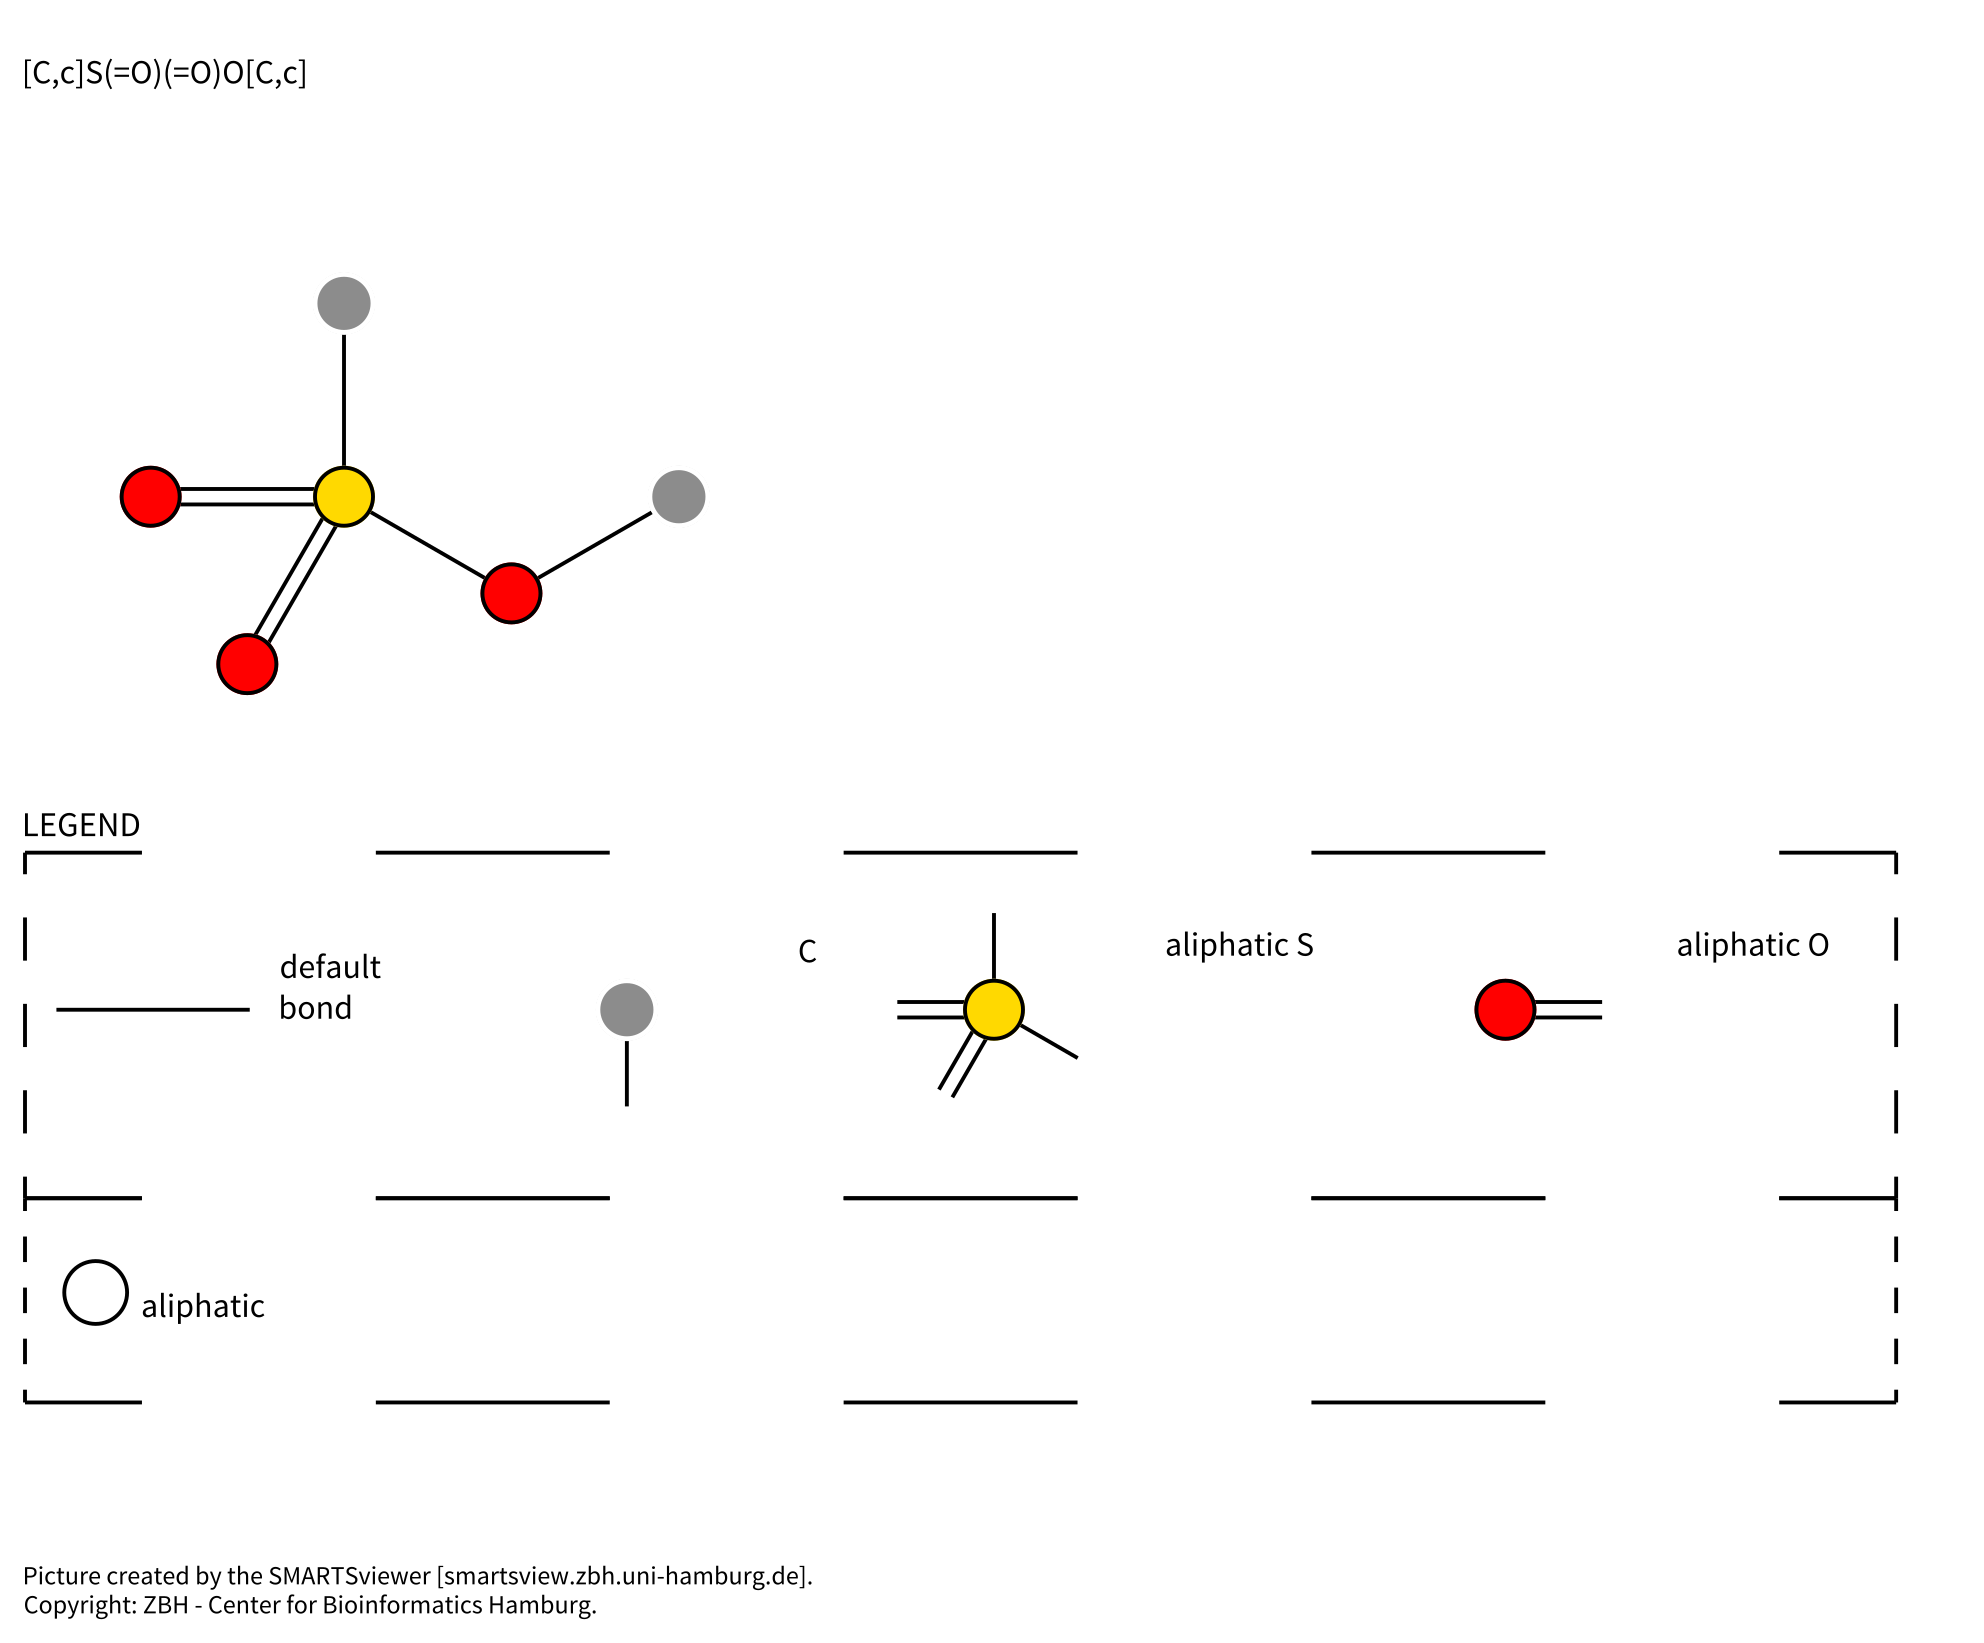 [C,c]S(=O)(=O)O[C,c]
LEGEND
default
bond
C
aliphatic S
aliphatic O
aliphatic
Picture created by the SMARTSviewer [smartsview.zbh.uni-hamburg.de].
Copyright: ZBH - Center for Bioinformatics Hamburg.